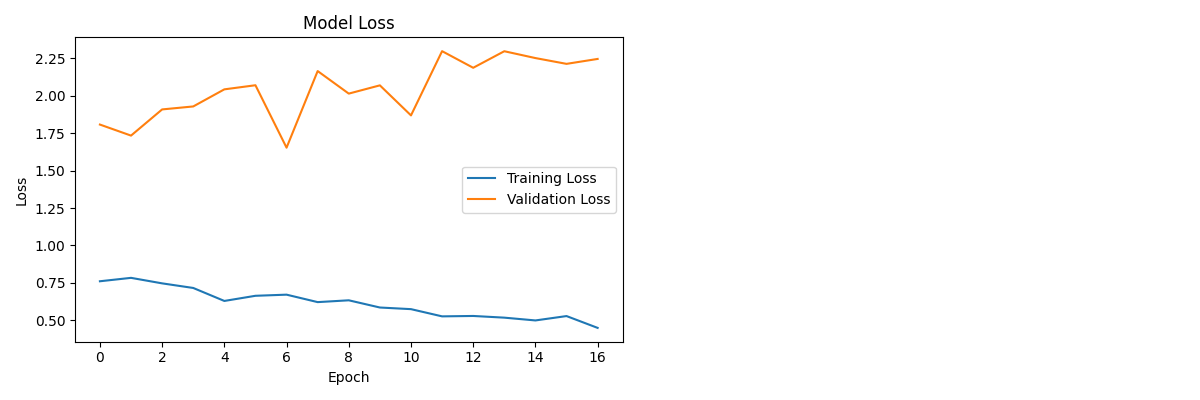 Model Loss
2.25
2.00
1.75
1.50
1.25
1.00
0.75
0.50
Loss
Training Loss
Validation Loss
0 2 4 6 8 10 12 14 16
Epoch